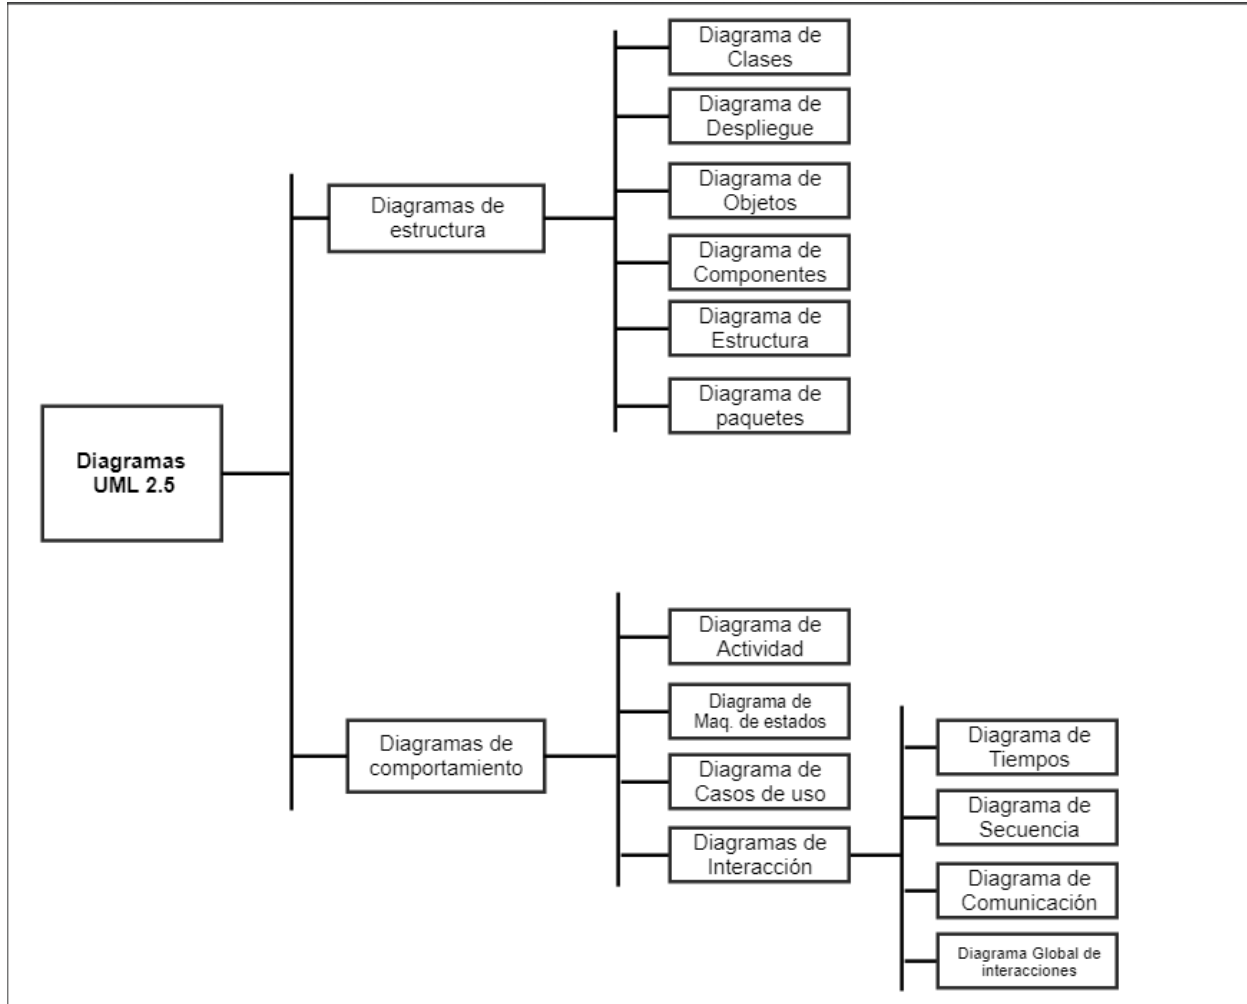 Diagramas
UML 2.5
Diagramas de
estructura
Diagrama de
Clases
Diagrama de
Despliegue
Diagrama de
Objetos
Diagrama de
Componentes
Diagrama de
Estructura
Diagrama de
paquetes
Diagramas de
comportamiento
Diagrama de
Actividad
Diagrama de
Maq. de estados
Diagrama de
Casos de uso
Diagramas de
Interacción
Diagrama de
Tiempos
Diagrama de
Secuencia
Diagrama de
Comunicación
Diagrama Global de
interacciones